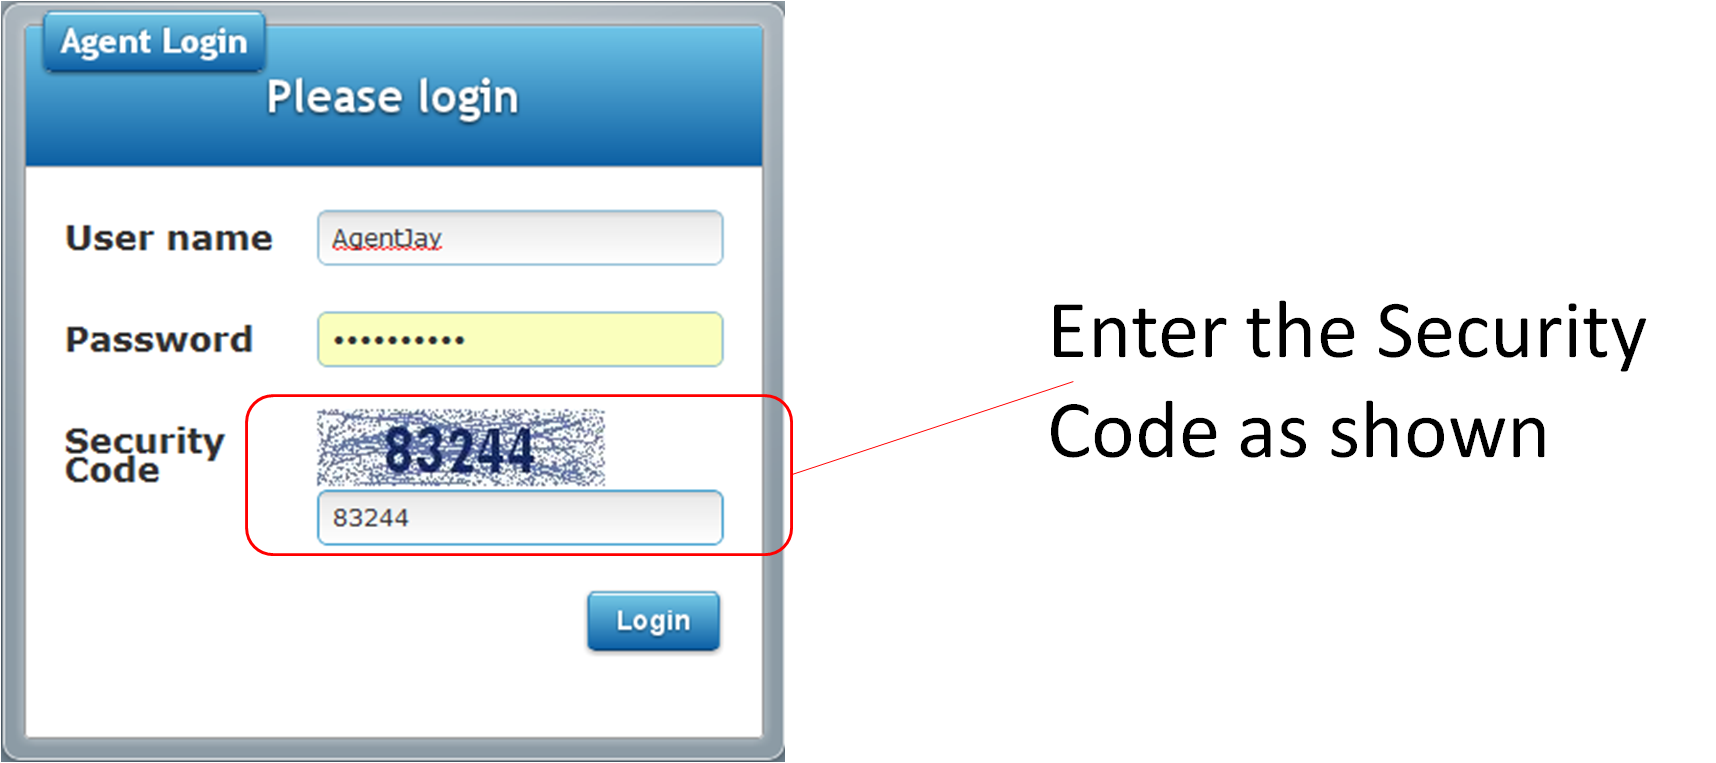 Agent Login
Please login
User name
AgentJay
Password
••••••••••
Security
Code
83244
83244
Login
Enter the Security
Code as shown